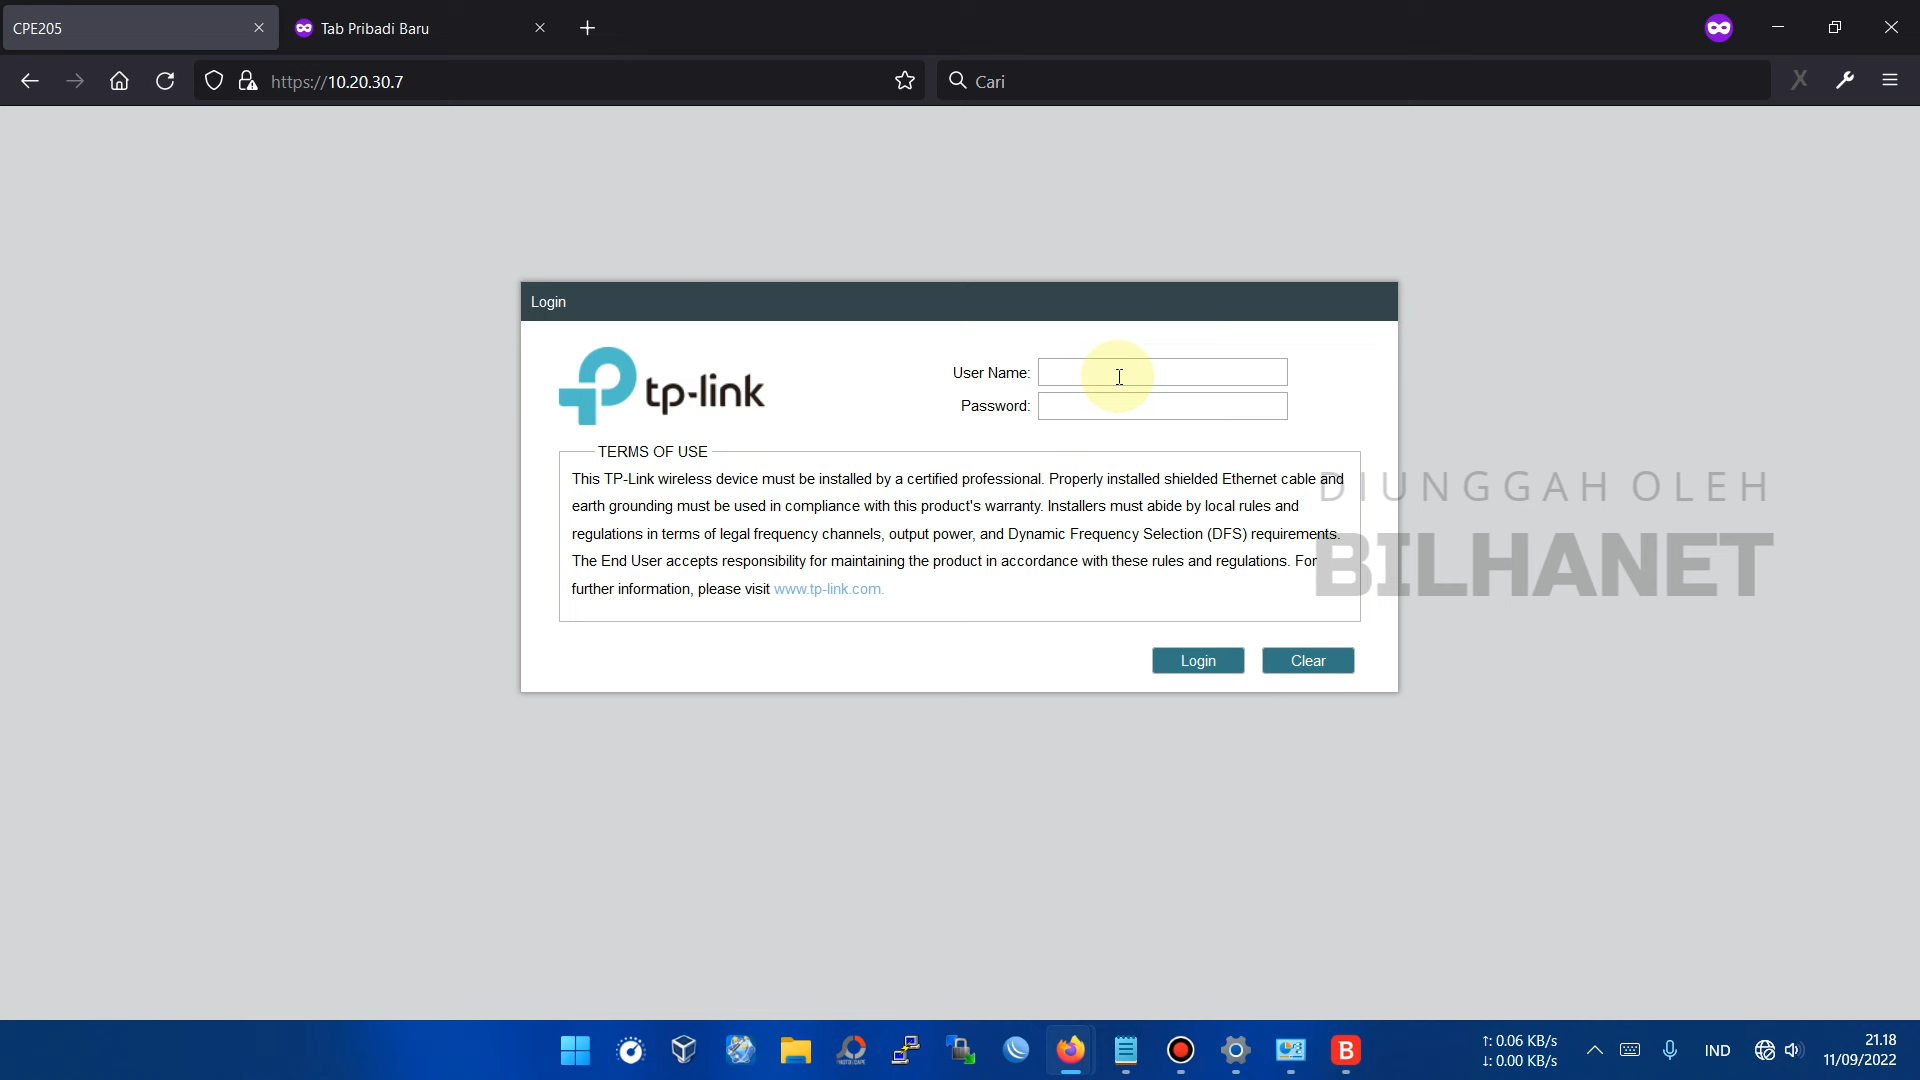 CPE205
Tab Pribadi Baru
https://10.20.30.7
Cari
Login
tp-link
User Name:
Password:
TERMS OF USE
This TP-Link wireless device must be installed by a certified professional. Properly installed shielded Ethernet cable and
earth grounding must be used in compliance with this product's warranty. Installers must abide by local rules and
regulations in terms of legal frequency channels, output power, and Dynamic Frequency Selection (DFS) requirements.
The End User accepts responsibility for maintaining the product in accordance with these rules and regulations. For
further information, please visit www.tp-link.com.
DIUNGGAH OLEH
BILHANET
Login
Clear
PHOTOSCAPE
B
↑: 0.06 KB/s
↓: 0.00 KB/s
IND
21.18
11/09/2022